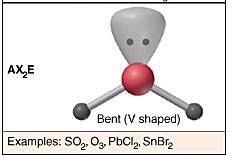 AX₂E
Bent (V shaped)
Examples: SO₂, O₃, PbCl₂, SnBr₂